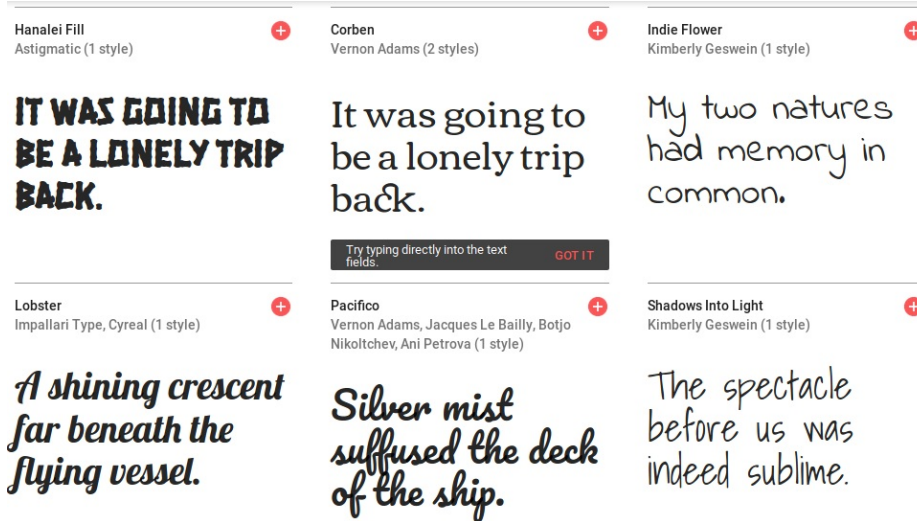 Hanalei Fill
Astigmatic (1 style)
IT WAS GOING TO
BE A LONELY TRIP
BACK.
Corben
Vernon Adams (2 styles)
It was going to
be a lonely trip
back.
Try typing directly into the text
fields.
GOT IT
Indie Flower
Kimberly Geswein (1 style)
My two natures
had memory in
common.
Lobster
Impallari Type, Cyreal (1 style)
A shining crescent
far beneath the
flying vessel.
Pacifico
Vernon Adams, Jacques Le Bailly, Botjo
Nikoltchev, Ani Petrova (1 style)
Silver mist
suffused the deck
of the ship.
Shadows Into Light
Kimberly Geswein (1 style)
The spectacle
before us was
indeed sublime.